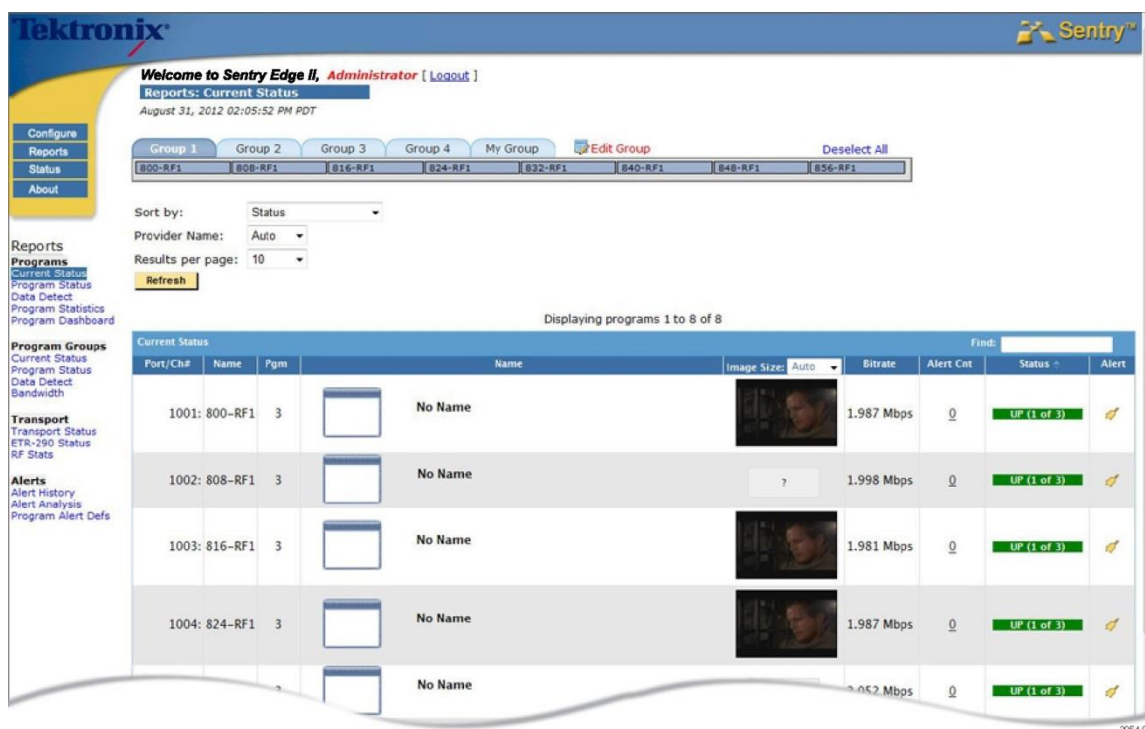 Tektronix®
Sentry™
Welcome to Sentry Edge II, Administrator [ Logout ]
Reports: Current Status
August 31, 2012 02:05:52 PM PDT
Configure
Reports
Status
About
Group 1 Group 2 Group 3 Group 4 My Group Edit Group Deselect All
800-RF1 808-RF1 816-RF1 824-RF1 832-RF1 840-RF1 848-RF1 856-RF1
Sort by: Status
Provider Name: Auto
Results per page: 10
Refresh
Reports
Programs
Current Status
Program Status
Data Detect
Program Statistics
Program Dashboard
Program Groups
Current Status
Program Status
Data Detect
Bandwidth
Transport
Transport Status
ETR-290 Status
RF Stats
Alerts
Alert History
Alert Analysis
Program Alert Defs
Displaying programs 1 to 8 of 8
Current Status Find:
Port/Ch# Name Pgm Name Image Size: Auto Bitrate Alert Cnt Status Alert
1001: 800-RF1 3 No Name 1.987 Mbps 0 UP (1 of 3)
1002: 808-RF1 3 No Name ? 1.998 Mbps 0 UP (1 of 3)
1003: 816-RF1 3 No Name 1.981 Mbps 0 UP (1 of 3)
1004: 824-RF1 3 No Name 1.987 Mbps 0 UP (1 of 3)
No Name Mbps 0 UP (1 of 3)